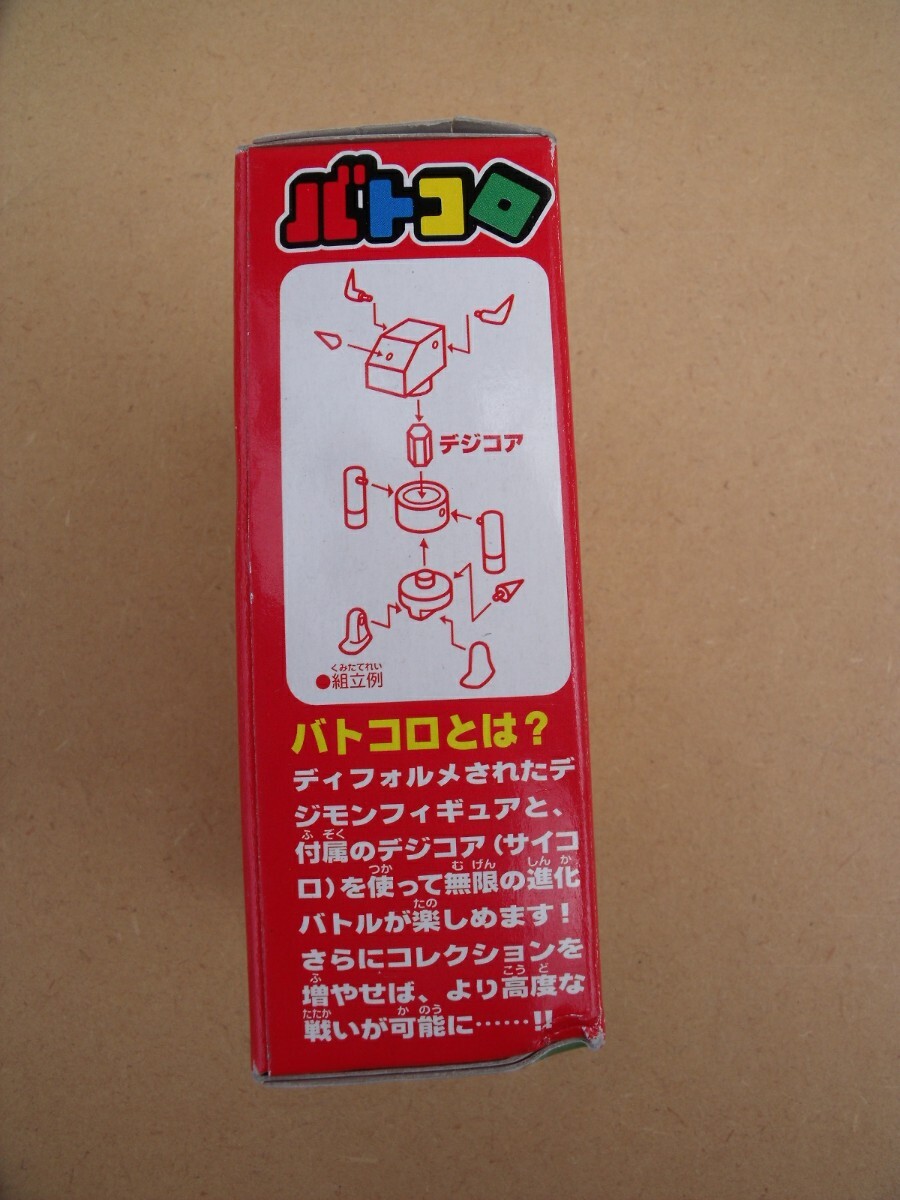 バトコロ
デジコア
くみたてれい
●組立例
バトコロとは？
ディフォルメされたデ
ジモンフィギュアと、
ふぞく
付属のデジコア（サイコ
つか むげん しんか
ロ）を使って無限の進化
たの
バトルが楽しめます！
さらにコレクションを
ふ こうど
増やせば、より高度な
たたか かのう
戦いが可能に……!!